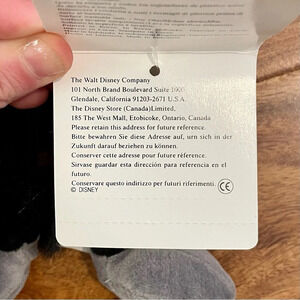 The Walt Disney Company
101 North Brand Boulevard Suite 1000
Glendale, California 91203-2671 U.S.A.
The Disney Store (Canada)Limited,
185 The West Mall, Etobicoke, Ontario, Canada
Please retain this address for future reference.
Bitte bewahren Sie diese Adresse auf, um sich in der
Zukunft darauf beziehen zu können.
Conserver cette adresse pour référence future.
Sirvase guardar esta dirección para referencia en el
futuro.
Conservare questo indirizzo per futuri riferimenti. CE
© DISNEY